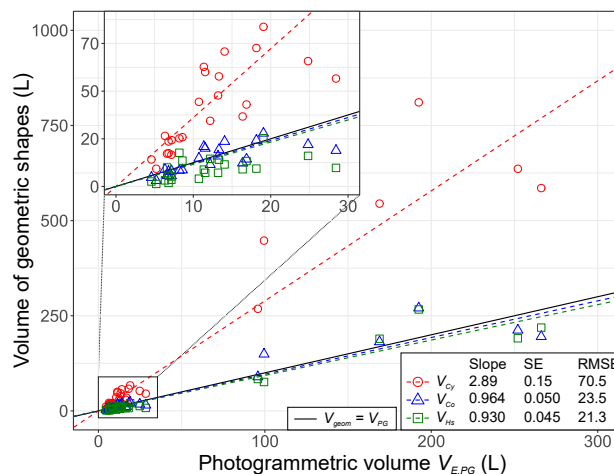 Volume of geometric shapes (L)
1000
750
500
250
0
70
50
20
0
0 10 20 30
Slope SE RMSE
V_Cy 2.89 0.15 70.5
V_Co 0.964 0.050 23.5
V_Hs 0.930 0.045 21.3
V_geom = V_PG
0 100 200 300
Photogrammetric volume V_E,PG (L)